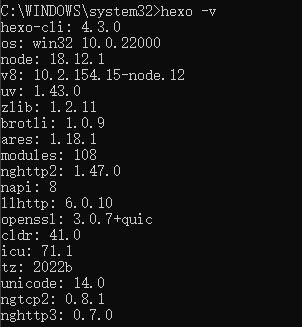 C:\WINDOWS\system32>hexo -v
hexo-cli: 4.3.0
os: win32 10.0.22000
node: 18.12.1
v8: 10.2.154.15-node.12
uv: 1.43.0
zlib: 1.2.11
brotli: 1.0.9
ares: 1.18.1
modules: 108
nghttp2: 1.47.0
napi: 8
llhttp: 6.0.10
openssl: 3.0.7+quic
cldr: 41.0
icu: 71.1
tz: 2022b
unicode: 14.0
ngtcp2: 0.8.1
nghttp3: 0.7.0